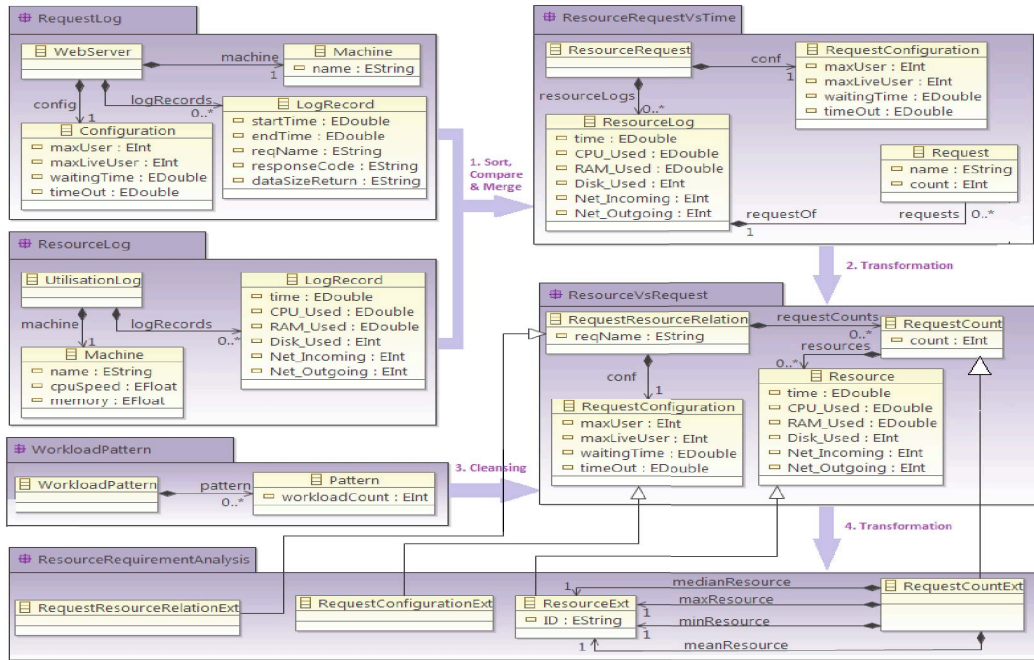 RequestLog
WebServer
machine
1
Machine
name : EString
config
1
logRecords
0..*
Configuration
maxUser : EInt
maxLiveUser : EInt
waitingTime : EDouble
timeOut : EDouble
LogRecord
startTime : EDouble
endTime : EDouble
reqName : EString
responseCode : EString
dataSizeReturn : EString
ResourceLog
UtilisationLog
machine
1
logRecords
0..*
Machine
name : EString
cpuSpeed : EFloat
memory : EFloat
LogRecord
time : EDouble
CPU_Used : EDouble
RAM_Used : EDouble
Disk_Used : EInt
Net_Incoming : EInt
Net_Outgoing : EInt
1. Sort,
Compare
& Merge
ResourceRequestVsTime
ResourceRequest
conf
1
RequestConfiguration
maxUser : EInt
maxLiveUser : EInt
waitingTime : EDouble
timeOut : EDouble
resourceLogs
0..*
ResourceLog
time : EDouble
CPU_Used : EDouble
RAM_Used : EDouble
Disk_Used : EInt
Net_Incoming : EInt
Net_Outgoing : EInt
Request
name : EString
count : EInt
requestOf
1
requests
0..*
2. Transformation
ResourceVsRequest
RequestResourceRelation
reqName : EString
requestCounts
0..*
RequestCount
count : EInt
resources
0..*
conf
1
RequestConfiguration
maxUser : EInt
maxLiveUser : EInt
waitingTime : EDouble
timeOut : EDouble
Resource
time : EDouble
CPU_Used : EDouble
RAM_Used : EDouble
Disk_Used : EInt
Net_Incoming : EInt
Net_Outgoing : EInt
WorkloadPattern
WorkloadPattern
pattern
0..*
Pattern
workloadCount : EInt
3. Cleansing
4. Transformation
ResourceRequirementAnalysis
RequestResourceRelationExt
RequestConfigurationExt
ResourceExt
ID : EString
1
medianResource
1
maxResource
1
minResource
1
meanResource
RequestCountExt